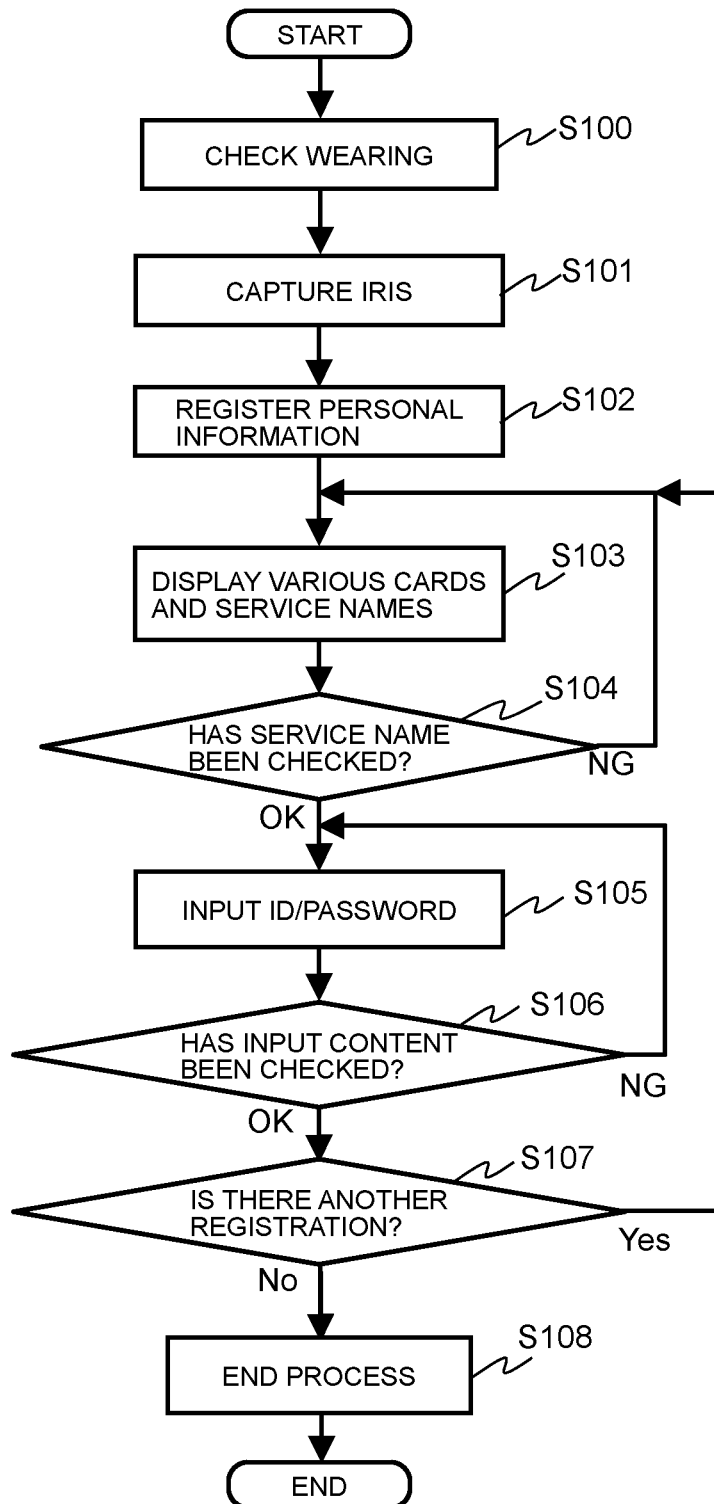 START
S100
CHECK WEARING
S101
CAPTURE IRIS
S102
REGISTER PERSONAL
INFORMATION
S103
DISPLAY VARIOUS CARDS
AND SERVICE NAMES
S104
HAS SERVICE NAME
BEEN CHECKED?
NG
OK
S105
INPUT ID/PASSWORD
S106
HAS INPUT CONTENT
BEEN CHECKED?
NG
OK
S107
IS THERE ANOTHER
REGISTRATION?
Yes
No
S108
END PROCESS
END